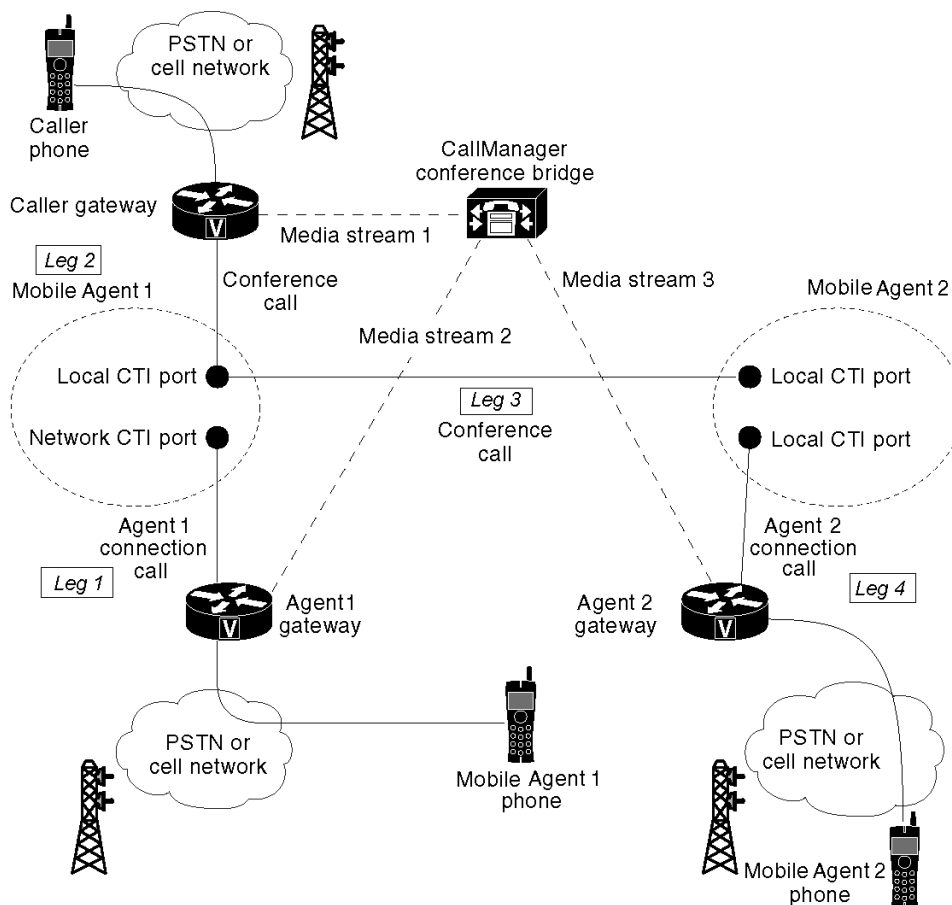 PSTN or
cell network
Caller
phone
CallManager
conference bridge
Caller gateway
V
Media stream 1
Leg 2
Mobile Agent 1
Conference
call
Media stream 3
Mobile Agent 2
Media stream 2
Local CTI port
Local CTI port
Leg 3
Network CTI port
Conference
call
Local CTI port
Agent 1
connection
call
Agent 2
connection
call
Leg 1
Leg 4
Agent1
gateway
V
Agent 2
gateway
V
PSTN or
cell network
Mobile Agent 1
phone
PSTN or
cell network
Mobile Agent 2
phone